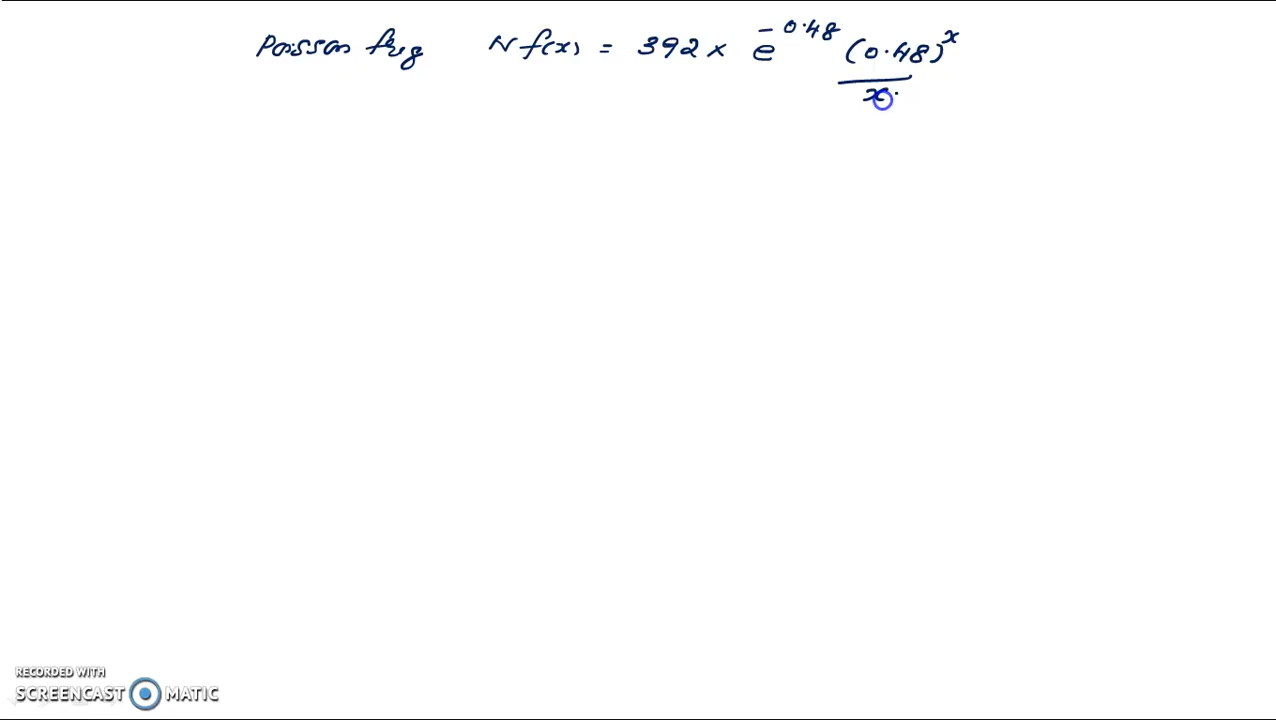 Poisson freq N f(x) = 392 × e^-0.48 (0.48)^x
x.
RECORDED WITH
SCREENCAST MATIC